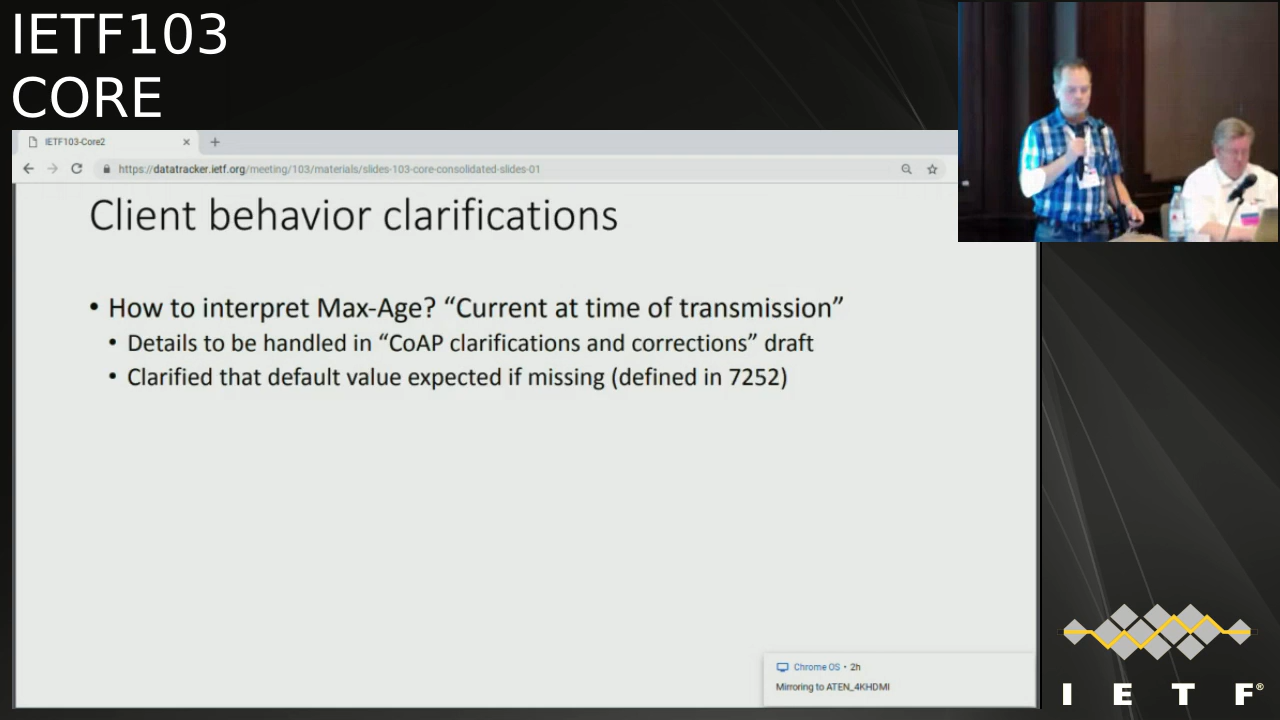 IETF103
CORE
IETF103-Core2
https://datatracker.ietf.org/meeting/103/materials/slides-103-core-consolidated-slides-01
Client behavior clarifications
• How to interpret Max-Age? “Current at time of transmission”
• Details to be handled in “CoAP clarifications and corrections” draft
• Clarified that default value expected if missing (defined in 7252)
Chrome OS • 2h
Mirroring to ATEN_4KHDMI
I E T F®